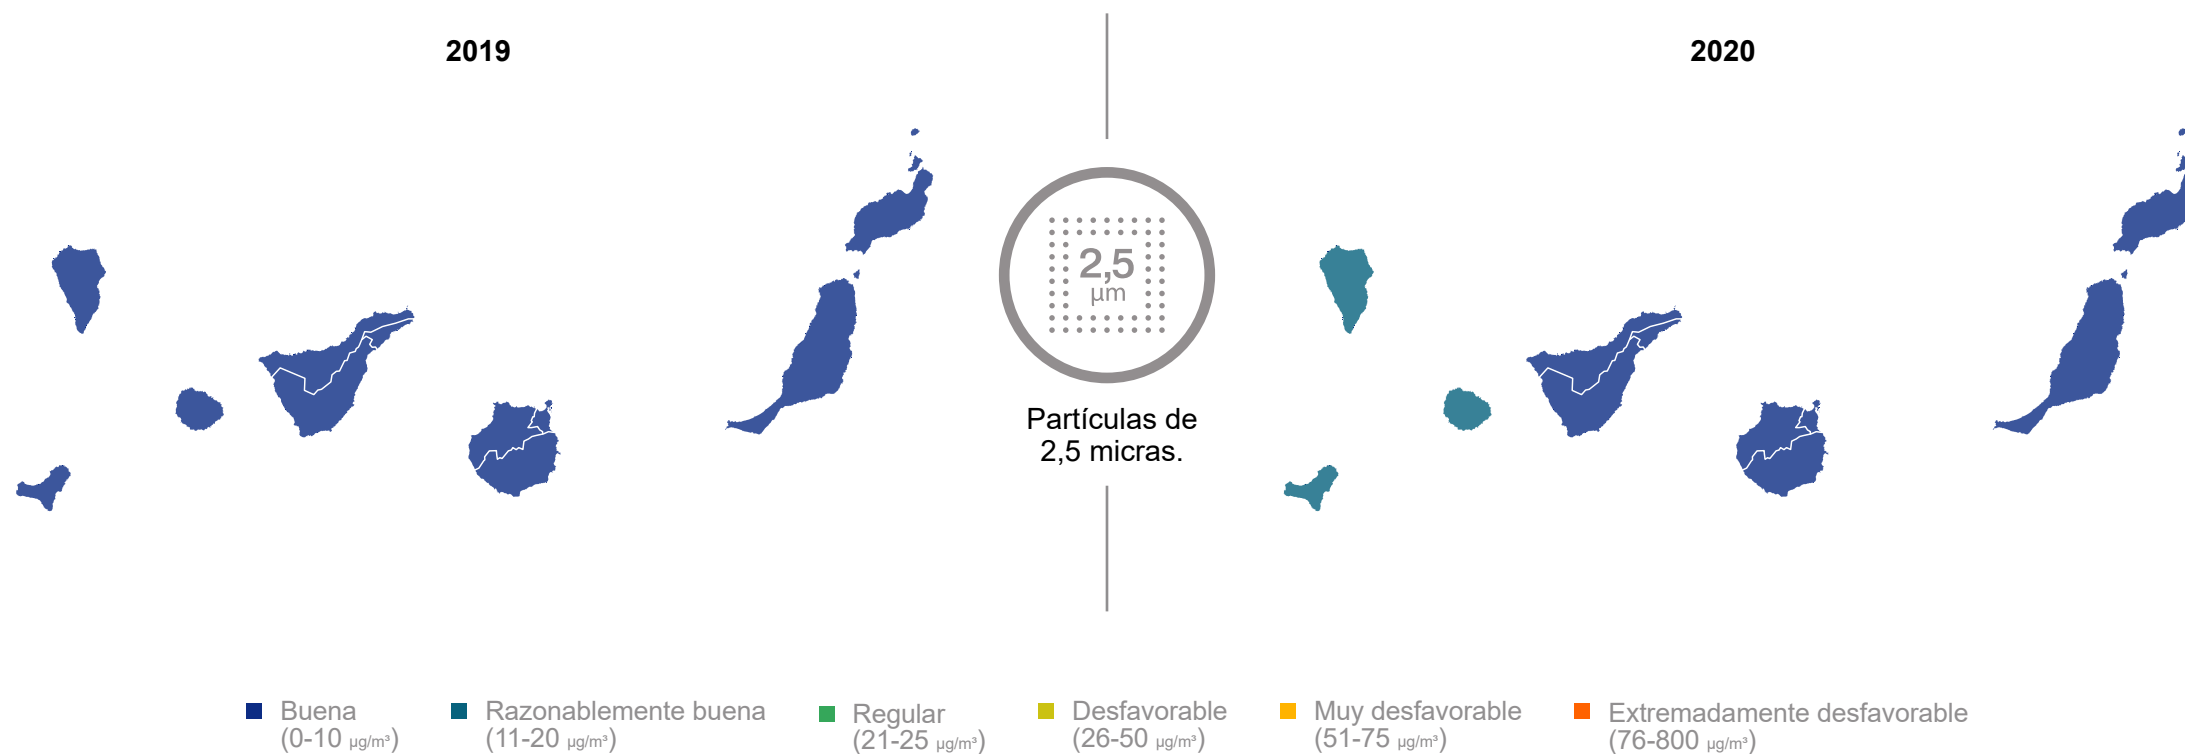 2019
2020
2,5
µm
Partículas de
2,5 micras.
Buena
(0-10 µg/m³)
Razonablemente buena
(11-20 µg/m³)
Regular
(21-25 µg/m³)
Desfavorable
(26-50 µg/m³)
Muy desfavorable
(51-75 µg/m³)
Extremadamente desfavorable
(76-800 µg/m³)